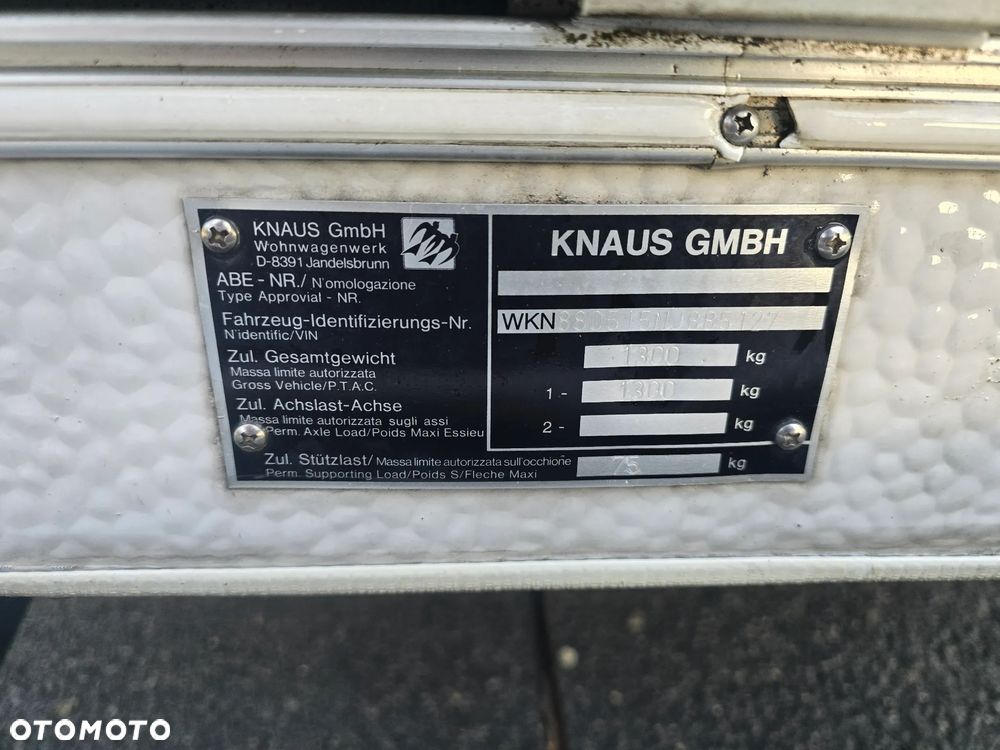 KNAUS GmbH
Wohnwagenwerk
D-8391 Jandelsbrunn
KNAUS GMBH
ABE - NR./ N'omologazione
Type Approvial - NR.
Fahrzeug-Identifizierungs-Nr.
N'identific/VIN
WKN
Zul. Gesamtgewicht
Massa limite autorizzata
Gross Vehicle/P.T.A.C.
1300 kg
1 - 1300 kg
Zul. Achslast-Achse
Massa limite autorizzata sugli assi
Perm. Axle Load/Poids Maxi Essieu
2 - kg
Zul. Stützlast/ Massa limite autorizzata sull'occhione
Perm. Supporting Load/Poids S/Fleche Maxi
75 kg
OTOMOTO